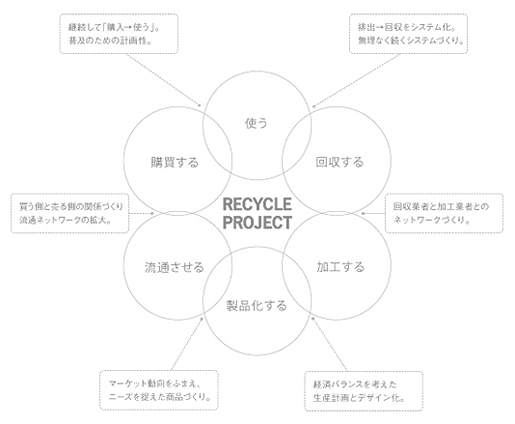 継続して「購入→使う」。
普及のための計画性。
排出→回収をシステム化。
無理なく続くシステムづくり。
使う
購買する
回収する
RECYCLE
PROJECT
買う側と売る側の関係づくり
流通ネットワークの拡大。
回収業者と加工業者との
ネットワークづくり。
流通させる
加工する
製品化する
マーケット動向をふまえ、
ニーズを捉えた商品づくり。
経済バランスを考えた
生産計画とデザイン化。